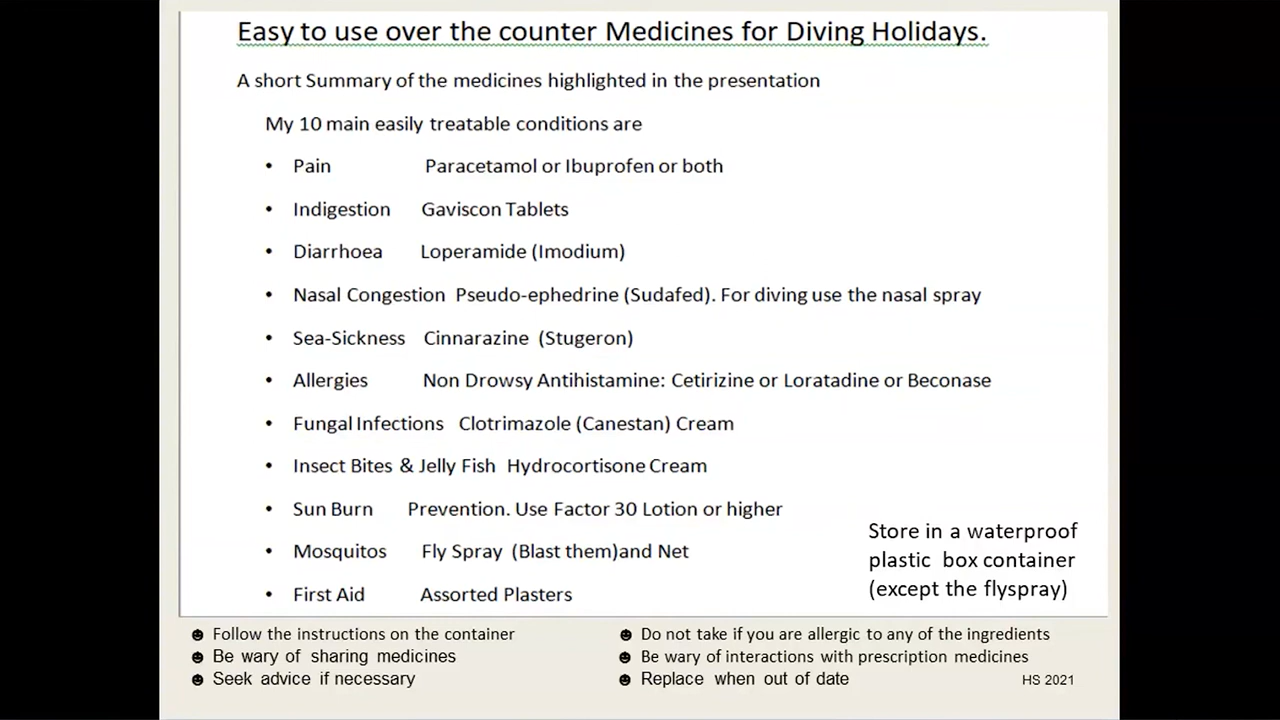 Easy to use over the counter Medicines for Diving Holidays.
A short Summary of the medicines highlighted in the presentation
My 10 main easily treatable conditions are
• Pain Paracetamol or Ibuprofen or both
• Indigestion Gaviscon Tablets
• Diarrhoea Loperamide (Imodium)
• Nasal Congestion Pseudo-ephedrine (Sudafed). For diving use the nasal spray
• Sea-Sickness Cinnarazine (Stugeron)
• Allergies Non Drowsy Antihistamine: Cetirizine or Loratadine or Beconase
• Fungal Infections Clotrimazole (Canestan) Cream
• Insect Bites & Jelly Fish Hydrocortisone Cream
• Sun Burn Prevention. Use Factor 30 Lotion or higher
• Mosquitos Fly Spray (Blast them)and Net
• First Aid Assorted Plasters
Store in a waterproof
plastic box container
(except the flyspray)
☻ Follow the instructions on the container
☻ Be wary of sharing medicines
☻ Seek advice if necessary
☻ Do not take if you are allergic to any of the ingredients
☻ Be wary of interactions with prescription medicines
☻ Replace when out of date
HS 2021